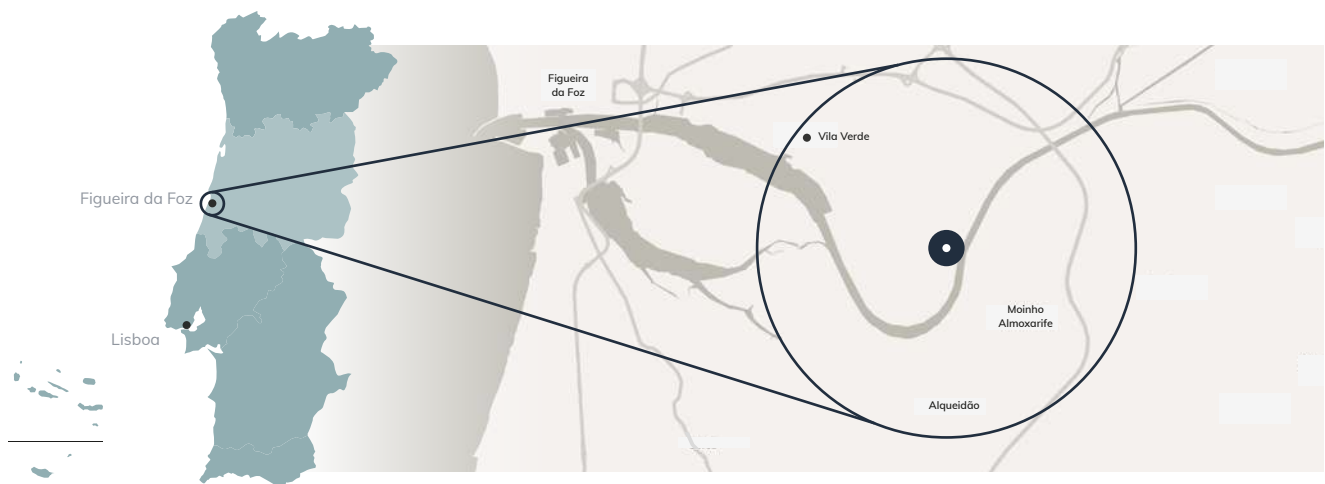 Figueira da Foz
Lisboa
Figueira
da Foz
Vila Verde
Moinho
Almoxarife
Alqueidão